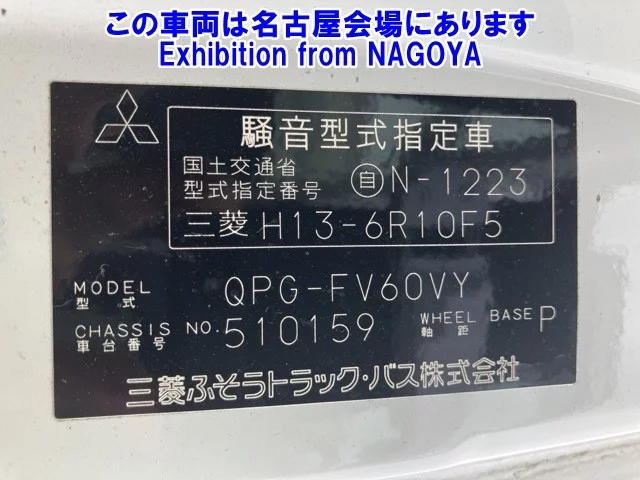 この車両は名古屋会場にあります
Exhibition from NAGOYA
騒音型式指定車
国土交通省
型式指定番号 自 N-1223
三菱 H13-6R10F5
MODEL
型式 QPG-FV60VY
CHASSIS NO.
車台番号 510159 WHEEL BASE
軸距 P
三菱ふそうトラック・バス株式会社